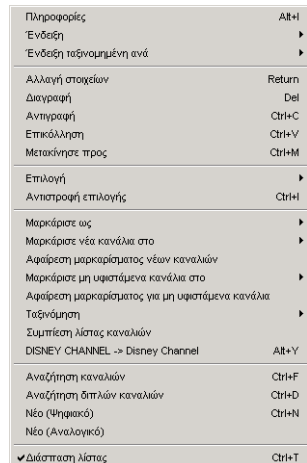 Πληροφορίες Alt+I
Ένδειξη
Ένδειξη ταξινομημένη ανά
Αλλαγή στοιχείων Return
Διαγραφή Del
Αντιγραφή Ctrl+C
Επικόλληση Ctrl+V
Μετακίνησε προς Ctrl+M
Επιλογή
Αντιστροφή επιλογής Ctrl+I
Μαρκάρισε ως
Μαρκάρισε νέα κανάλια στο
Αφαίρεση μαρκαρίσματος νέων καναλιών
Μαρκάρισε μη υφιστάμενα κανάλια στο
Αφαίρεση μαρκαρίσματος για μη υφιστάμενα κανάλια
Ταξινόμηση
Συμπίεση λίστας καναλιών
DISNEY CHANNEL -> Disney Channel Alt+Y
Αναζήτηση καναλιών Ctrl+F
Αναζήτηση διπλών καναλιών Ctrl+D
Νέο (Ψηφιακό) Ctrl+N
Νέο (Αναλογικό)
Διάσπαση λίστας Ctrl+T